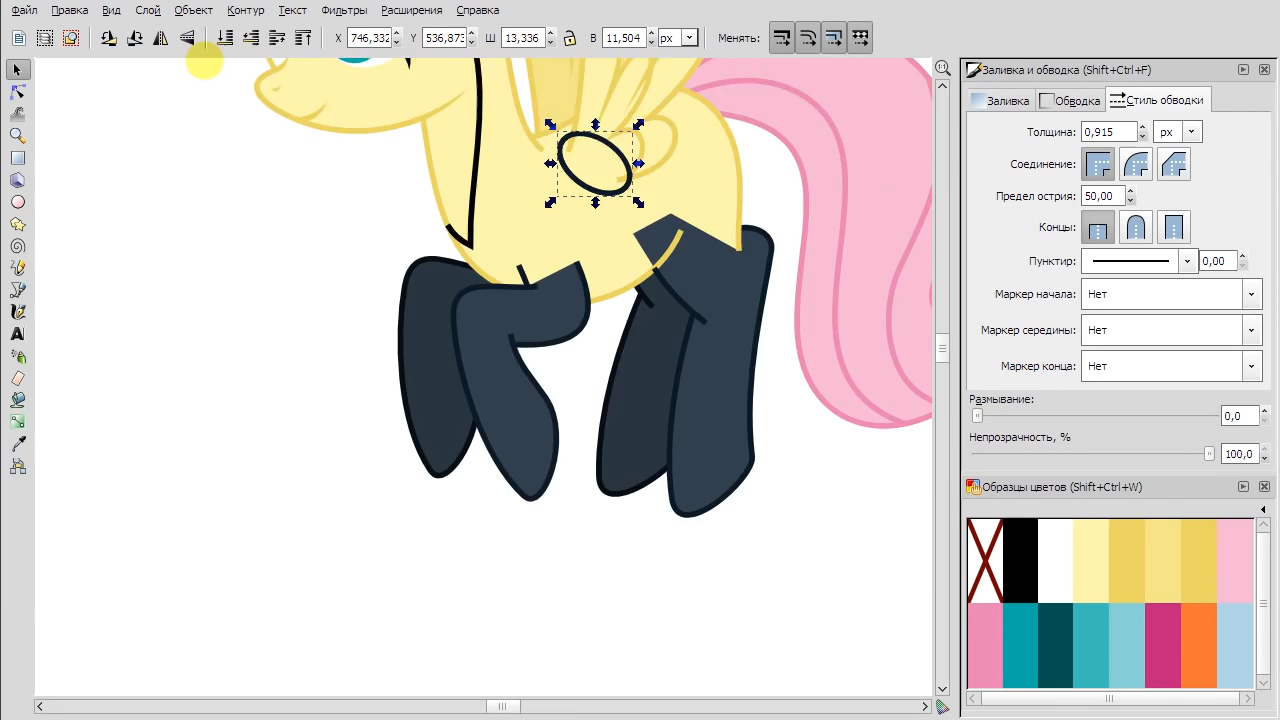 Файл Правка Вид Слой Объект Контур Текст Фильтры Расширения Справка
X 746,332 Y 536,873 Ш 13,336 В 11,504 px Менять:
Заливка и обводка (Shift+Ctrl+F)
Заливка Обводка Стиль обводки
Толщина: 0,915 px
Соединение:
Предел острия: 50,00
Концы:
Пунктир: 0,00
Маркер начала: Нет
Маркер середины: Нет
Маркер конца: Нет
Размывание:
0,0
Непрозрачность, %
100,0
Образцы цветов (Shift+Ctrl+W)